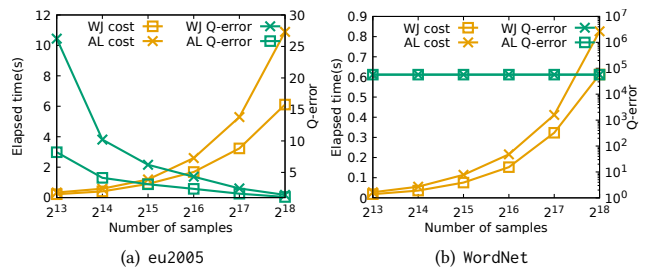 WJ cost WJ Q-error
AL cost AL Q-error
Elapsed time(s)
12
10
8
6
4
2
0
30
25
20
15
10
5
Q-error
2^13 2^14 2^15 2^16 2^17 2^18
Number of samples
(a) eu2005
WJ cost WJ Q-error
AL cost AL Q-error
Elapsed time(s)
0.9
0.8
0.7
0.6
0.5
0.4
0.3
0.2
0.1
0
10^7
10^6
10^5
10^4
10^3
10^2
10^1
10^0
Q-error
2^13 2^14 2^15 2^16 2^17 2^18
Number of samples
(b) WordNet